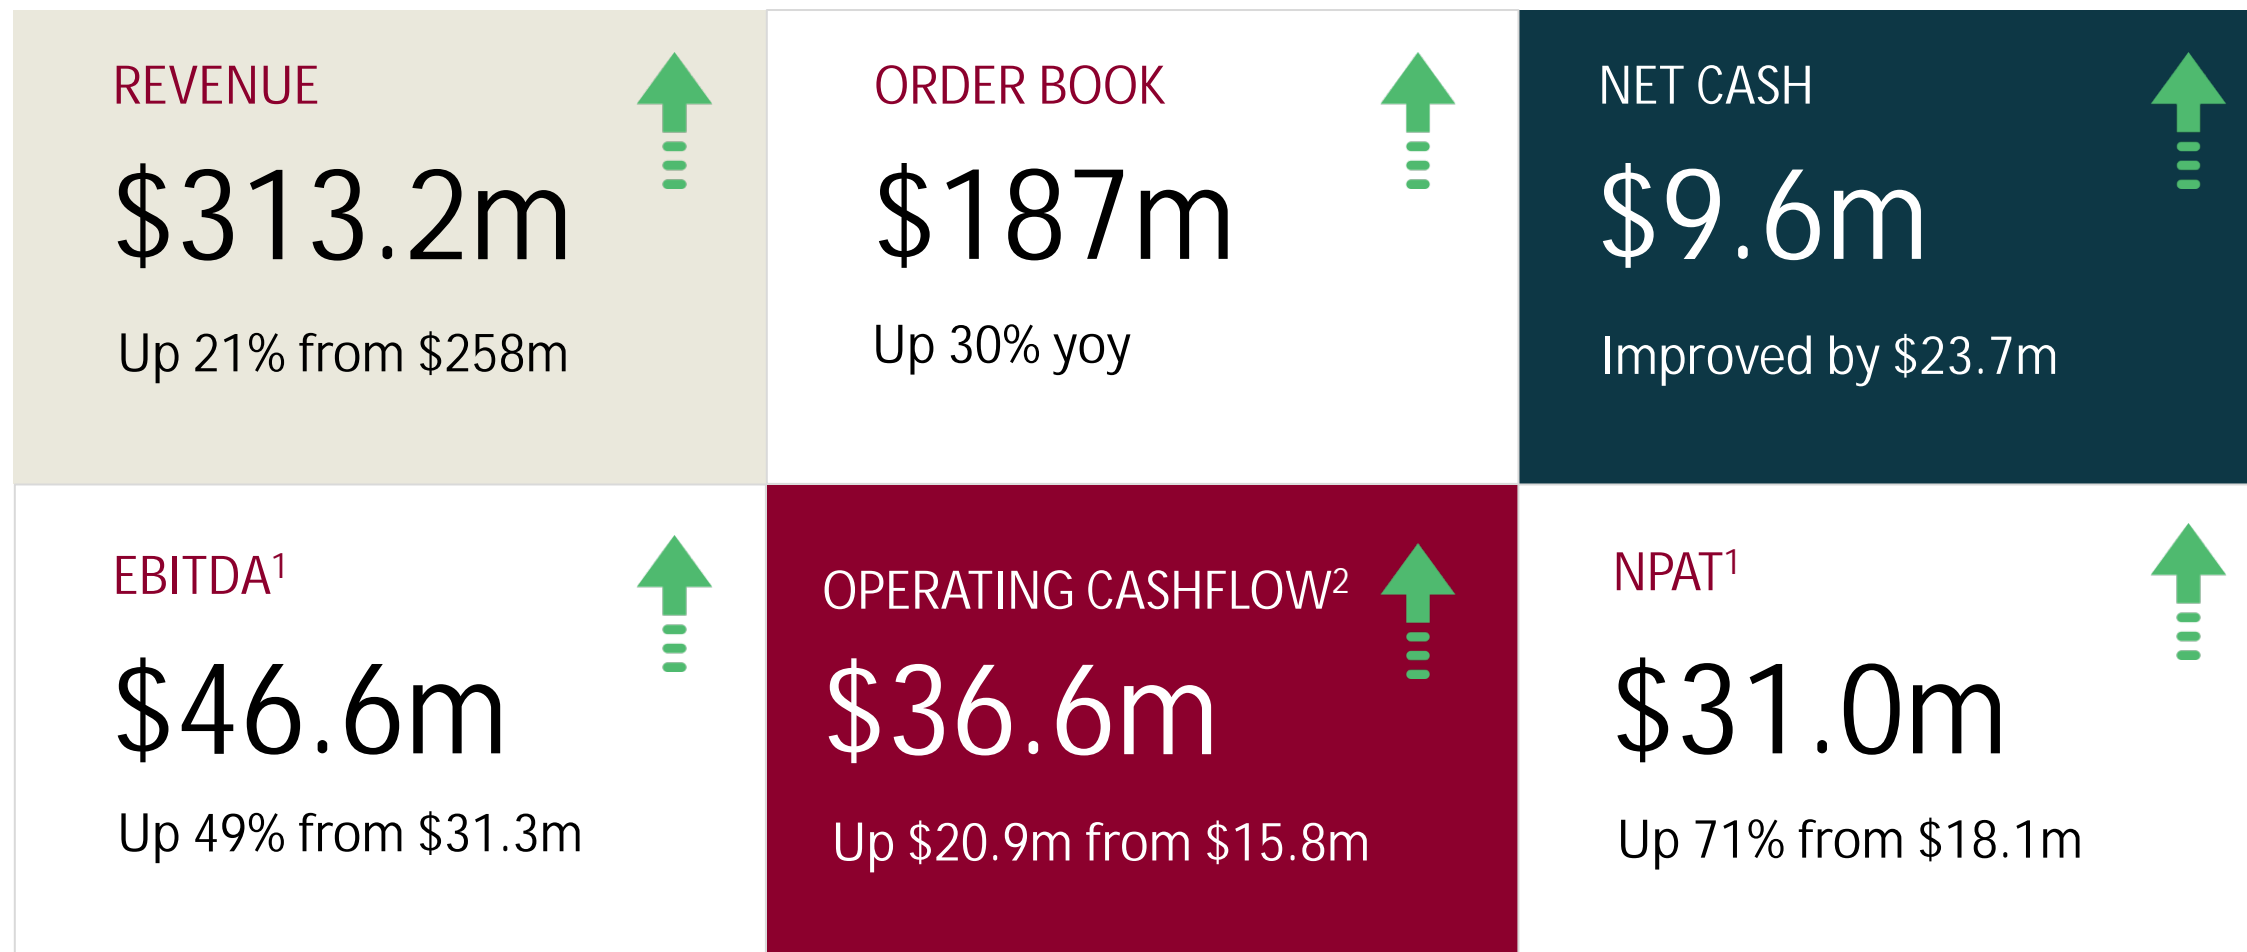 REVENUE
$313.2m
Up 21% from $258m
ORDER BOOK
$187m
Up 30% yoy
NET CASH
$9.6m
Improved by $23.7m
EBITDA¹
$46.6m
Up 49% from $31.3m
OPERATING CASHFLOW²
$36.6m
Up $20.9m from $15.8m
NPAT¹
$31.0m
Up 71% from $18.1m